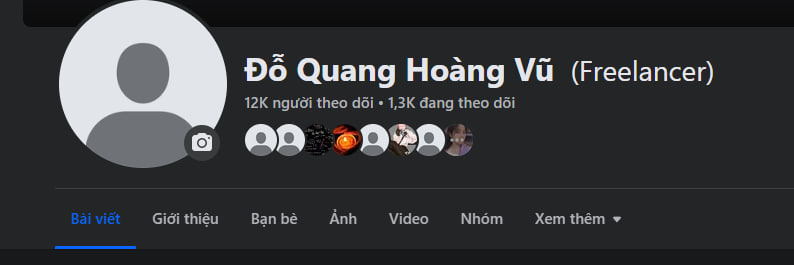 Đỗ Quang Hoàng Vũ (Freelancer)
12K người theo dõi • 1,3K đang theo dõi
Bài viết Giới thiệu Bạn bè Ảnh Video Nhóm Xem thêm